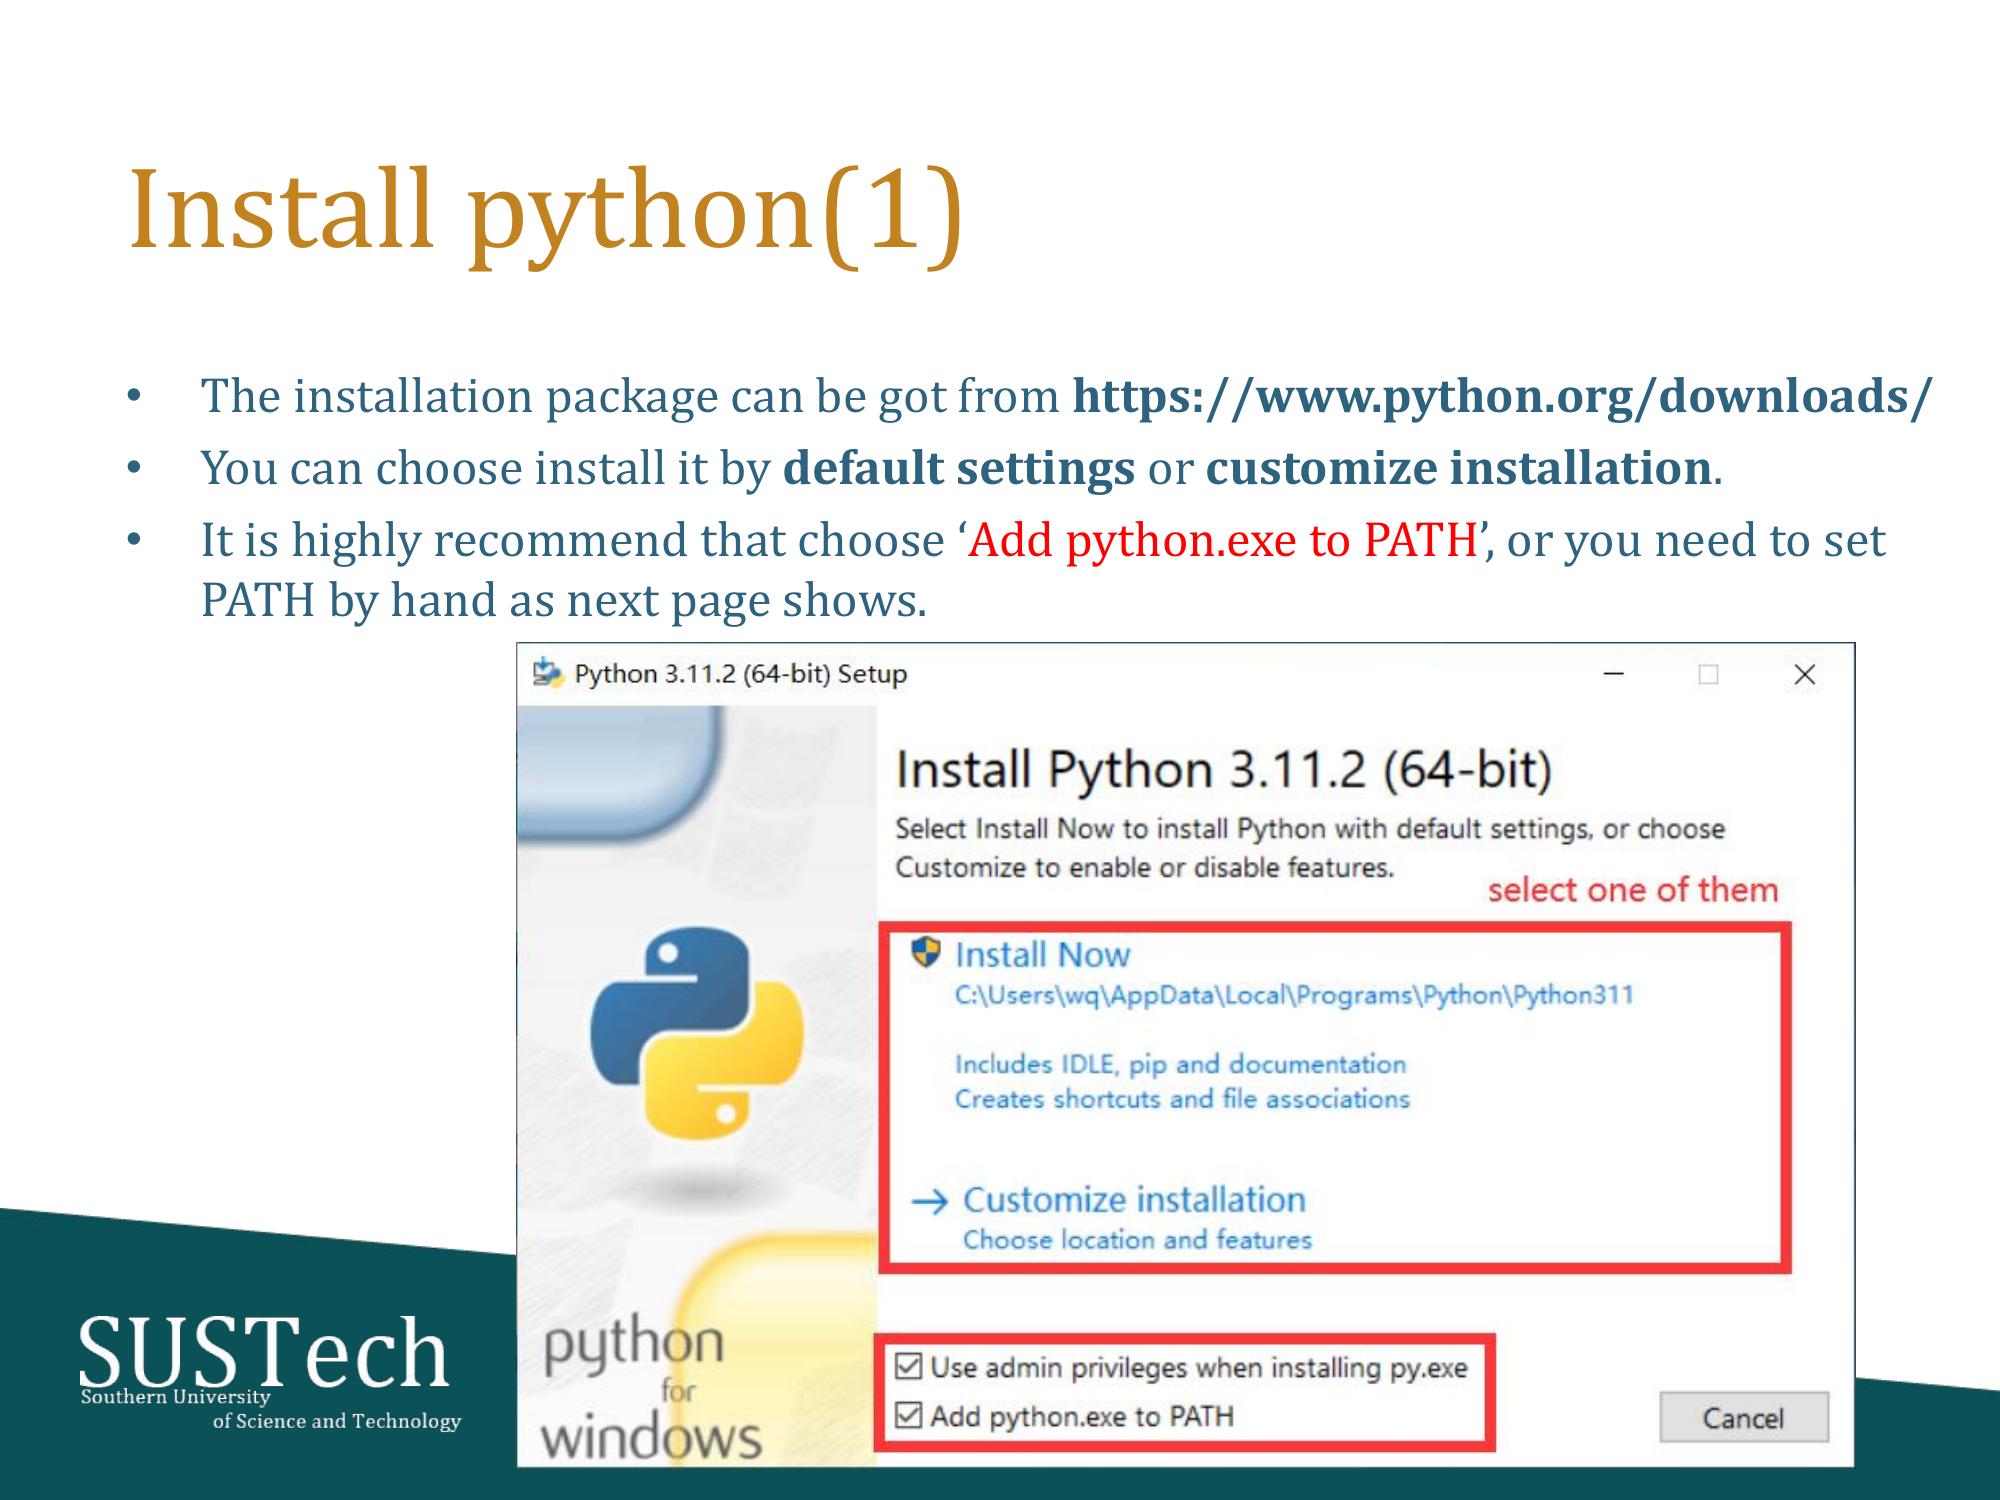 Install python(1)
• The installation package can be got from https://www.python.org/downloads/
• You can choose install it by default settings or customize installation.
• It is highly recommend that choose ‘Add python.exe to PATH’, or you need to set
PATH by hand as next page shows.
Python 3.11.2 (64-bit) Setup
Install Python 3.11.2 (64-bit)
Select Install Now to install Python with default settings, or choose
Customize to enable or disable features.
select one of them
Install Now
C:\Users\wq\AppData\Local\Programs\Python\Python311
Includes IDLE, pip and documentation
Creates shortcuts and file associations
→ Customize installation
Choose location and features
python
for
windows
Use admin privileges when installing py.exe
Add python.exe to PATH
Cancel
SUSTech
Southern University
of Science and Technology